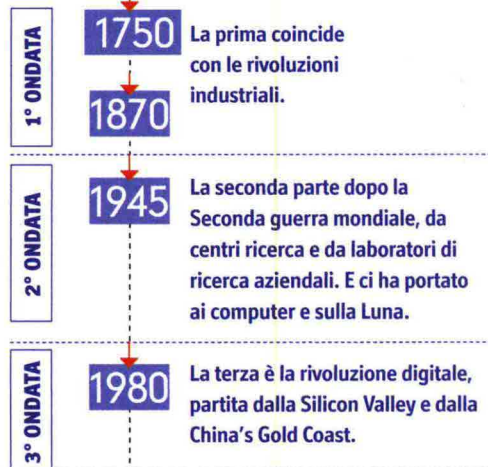 1° ONDATA
1750
La prima coincide
con le rivoluzioni
industriali.
1870
2° ONDATA
1945
La seconda parte dopo la
Seconda guerra mondiale, da
centri ricerca e da laboratori di
ricerca aziendali. E ci ha portato
ai computer e sulla Luna.
3° ONDATA
1980
La terza è la rivoluzione digitale,
partita dalla Silicon Valley e dalla
China's Gold Coast.